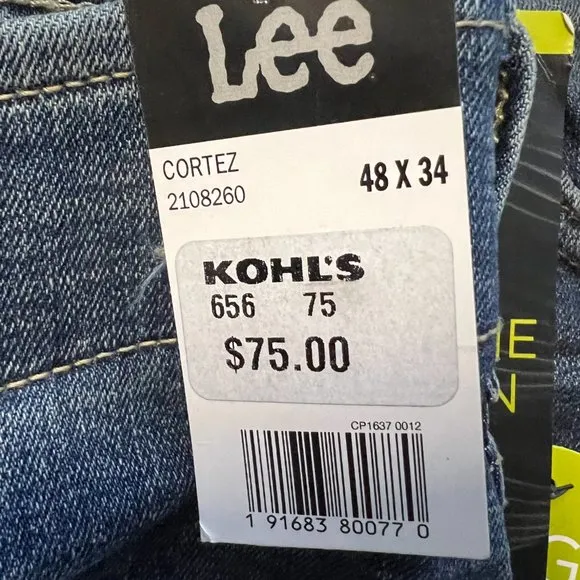 Lee
CORTEZ
2108260
48 X 34
KOHL'S
656 75
$75.00
CP1637 0012
1 91683 80077 0